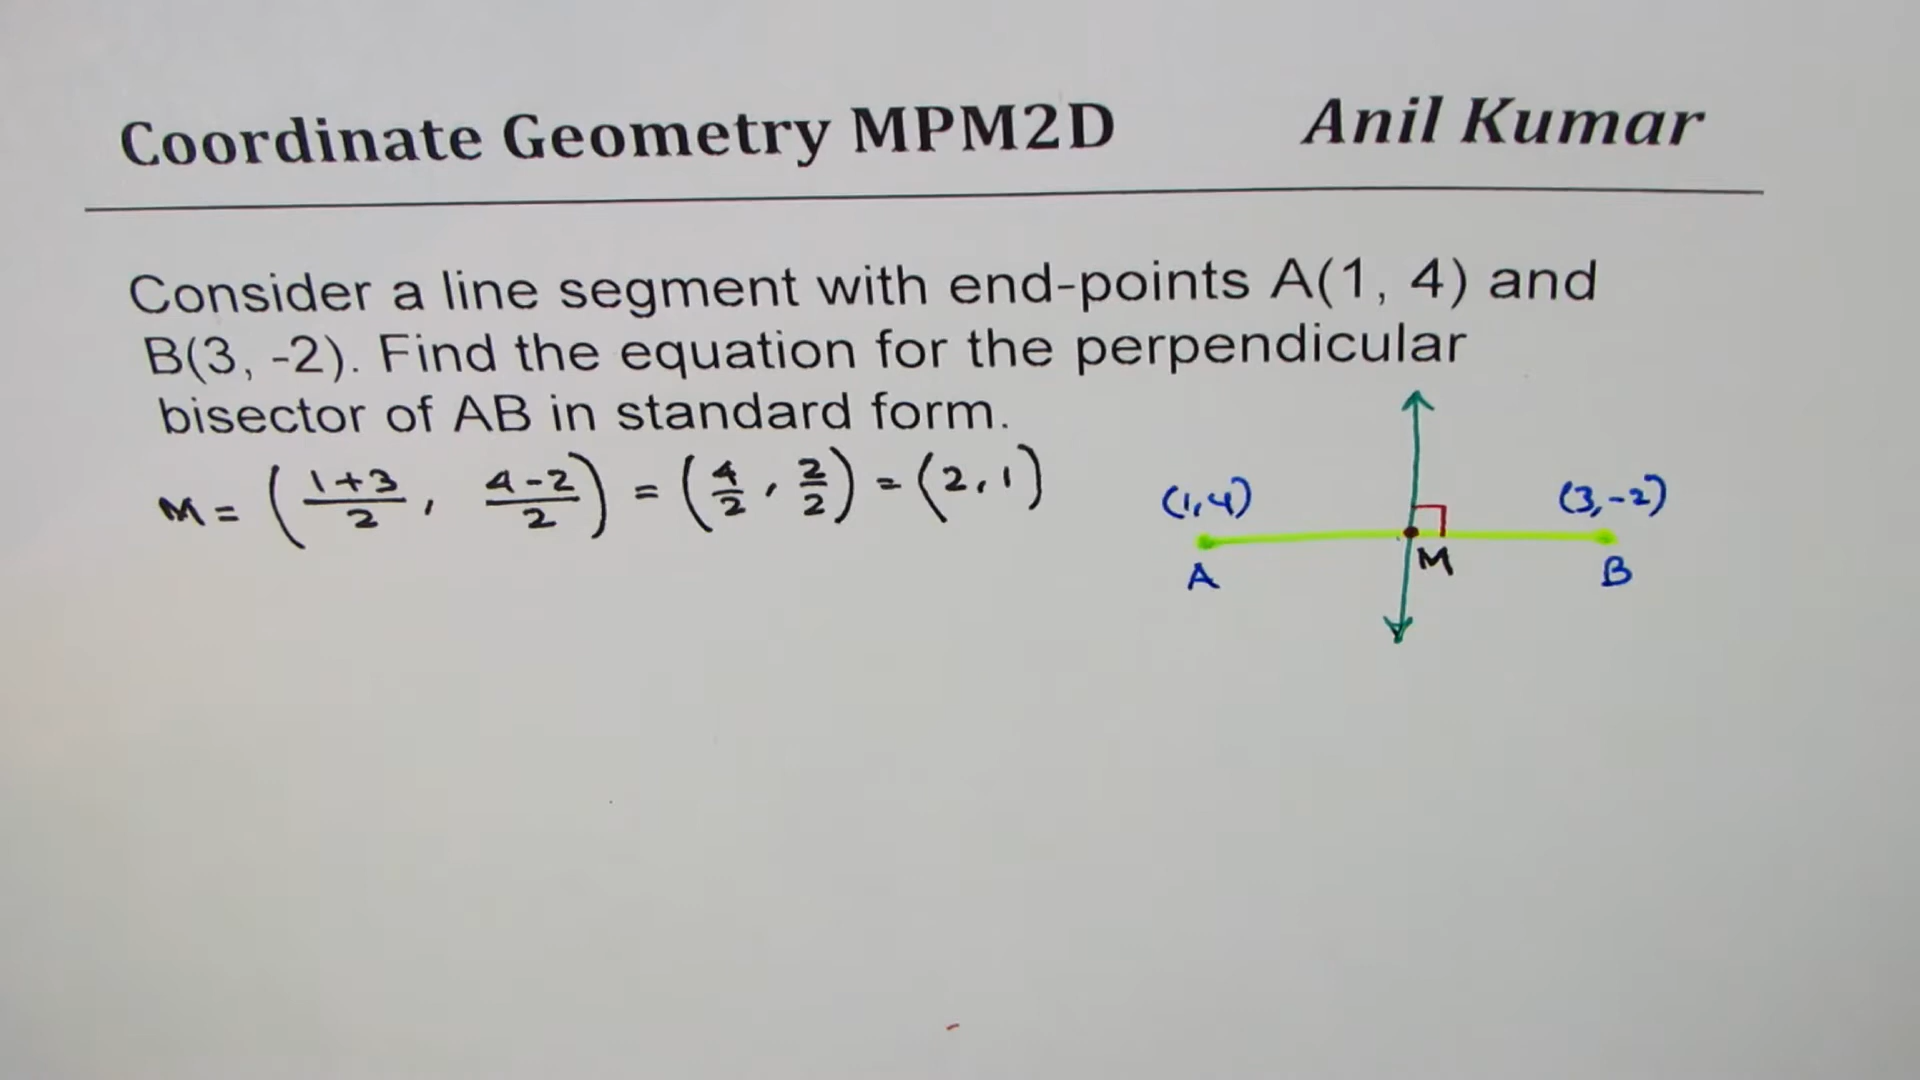 Coordinate Geometry MPM2D Anil Kumar
Consider a line segment with end-points A(1, 4) and
B(3, -2). Find the equation for the perpendicular
bisector of AB in standard form.
M = (1+3/2, 4-2/2) = (4/2, 2/2) = (2, 1)
(1, 4) (3, -2)
A M B